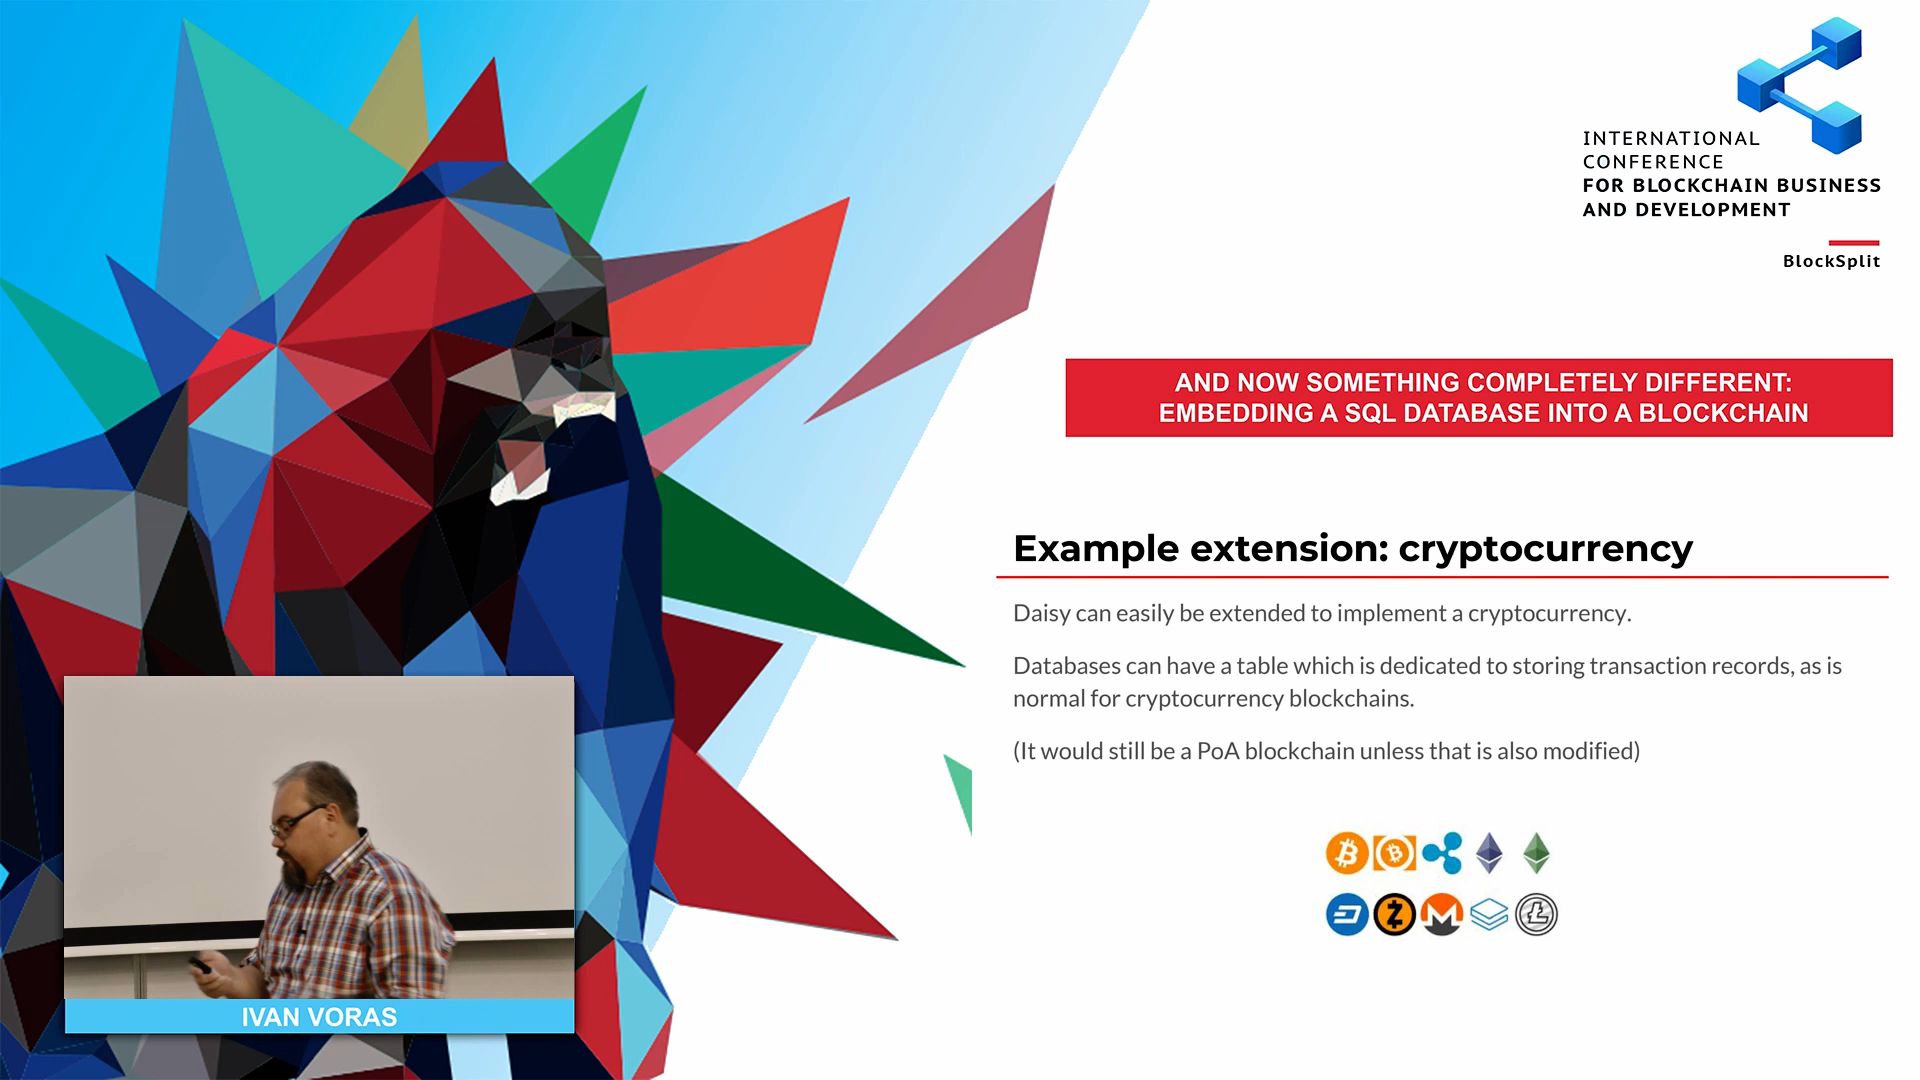 INTERNATIONAL
CONFERENCE
FOR BLOCKCHAIN BUSINESS
AND DEVELOPMENT
BlockSplit
AND NOW SOMETHING COMPLETELY DIFFERENT:
EMBEDDING A SQL DATABASE INTO A BLOCKCHAIN
Example extension: cryptocurrency
Daisy can easily be extended to implement a cryptocurrency.
Databases can have a table which is dedicated to storing transaction records, as is
normal for cryptocurrency blockchains.
(It would still be a PoA blockchain unless that is also modified)
IVAN VORAS